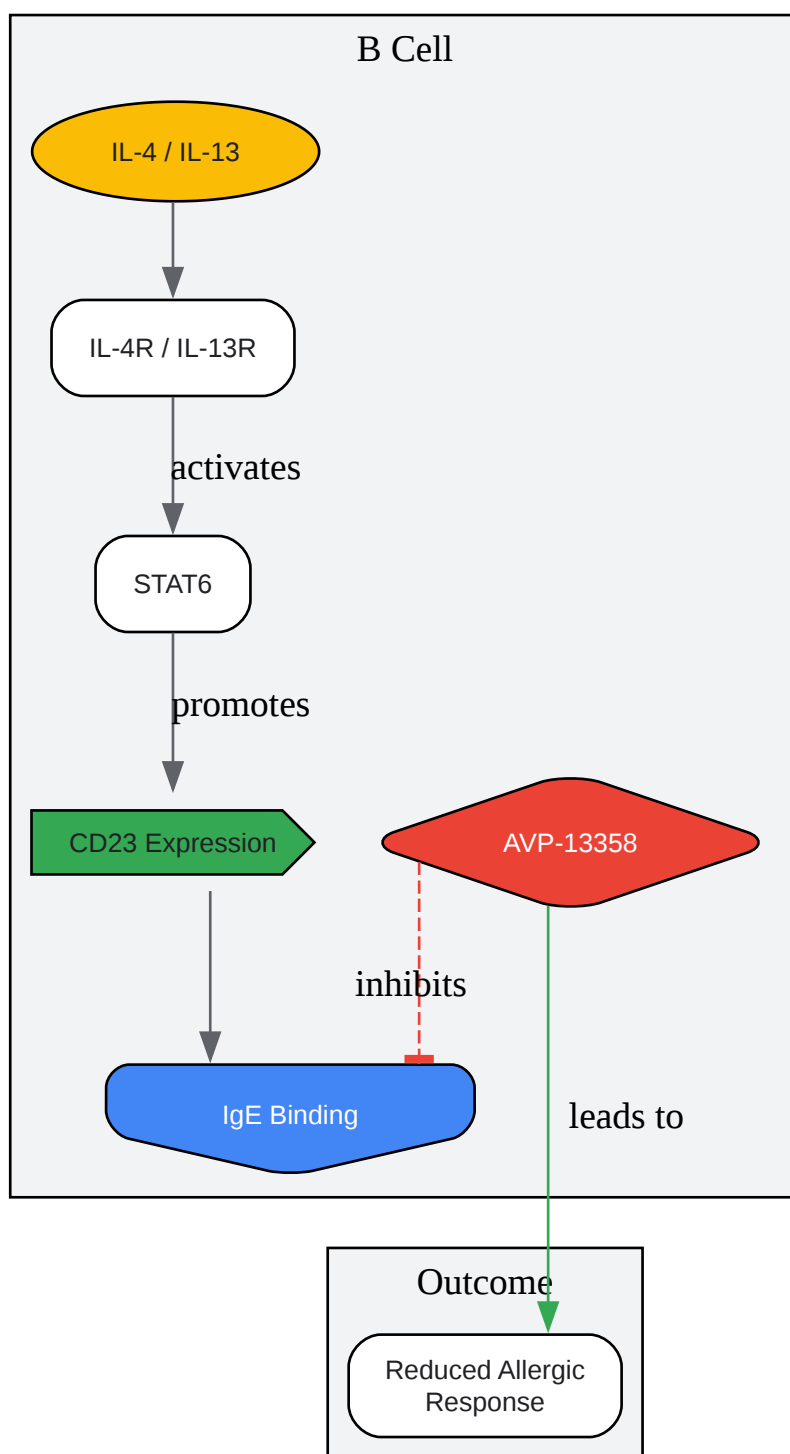 B Cell
IL-4 / IL-13
IL-4R / IL-13R
activates
STAT6
promotes
CD23 Expression
AVP-13358
inhibits
IgE Binding
leads to
Outcome
Reduced Allergic
Response